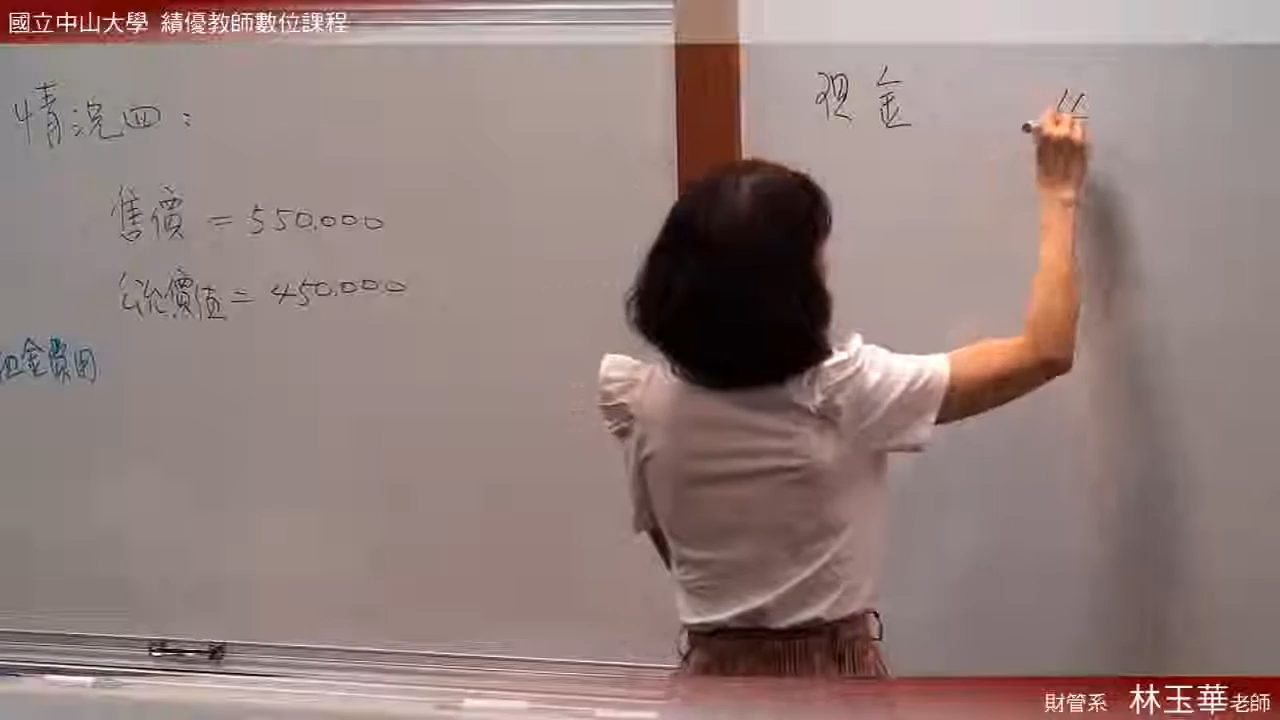 國立中山大學 績優教師數位課程
情況四：
售價 = 550,000
公允價值 = 450,000
租金費用
現金
財管系 林玉華老師